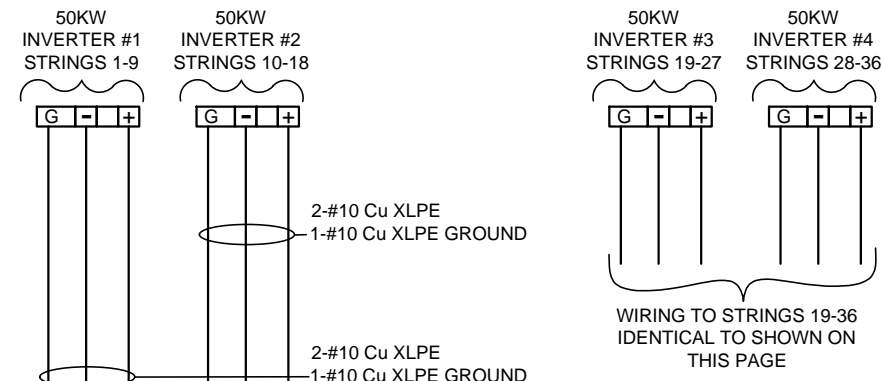 50KW
INVERTER #1
STRINGS 1-9
50KW
INVERTER #2
STRINGS 10-18
50KW
INVERTER #3
STRINGS 19-27
50KW
INVERTER #4
STRINGS 28-36
G - +
G - +
G - +
G - +
2-#10 Cu XLPE
1-#10 Cu XLPE GROUND
WIRING TO STRINGS 19-36
IDENTICAL TO SHOWN ON
THIS PAGE
2-#10 Cu XLPE
1-#10 Cu XLPE GROUND